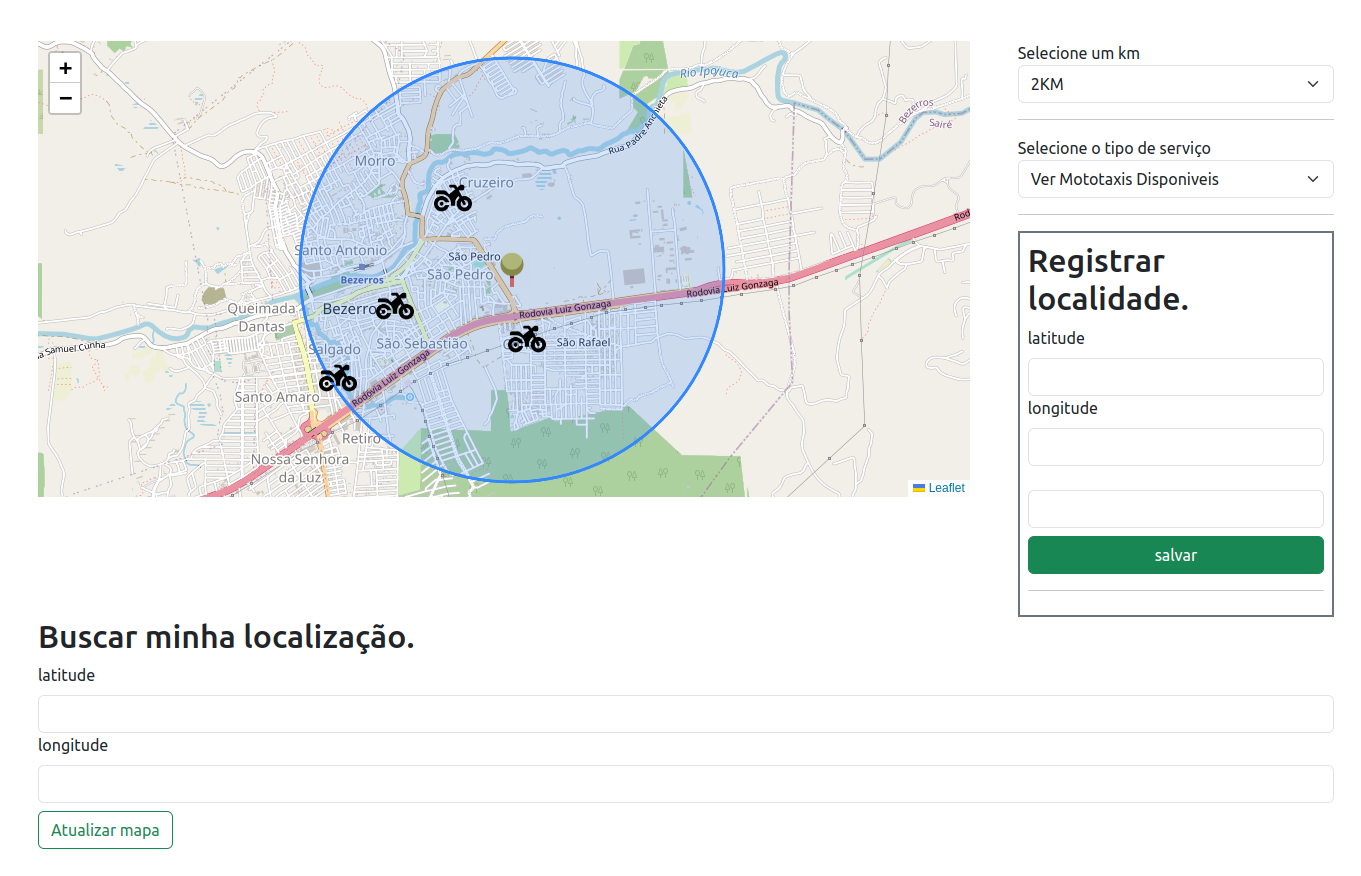 +
−
Rio Ipojuca
Bezerros
Sairé
Rua Padre Anchieta
Morro
Cruzeiro
Santo Antonio
São Pedro
Bezerros
São Pedro
Queimada
Dantas
Bezerro
Rodovia Luiz Gonzaga
Rodovia Luiz Gonzaga
Rod
Salgado
São Sebastião
São Rafael
a Samuel Cunha
Rodovia Luiz Gonzaga
Santo Amaro
Retiro
Nossa Senhora
da Luz
Leaflet
Selecione um km
2KM
Selecione o tipo de serviço
Ver Mototaxis Disponiveis
Registrar
localidade.
latitude
longitude
salvar
Buscar minha localização.
latitude
longitude
Atualizar mapa